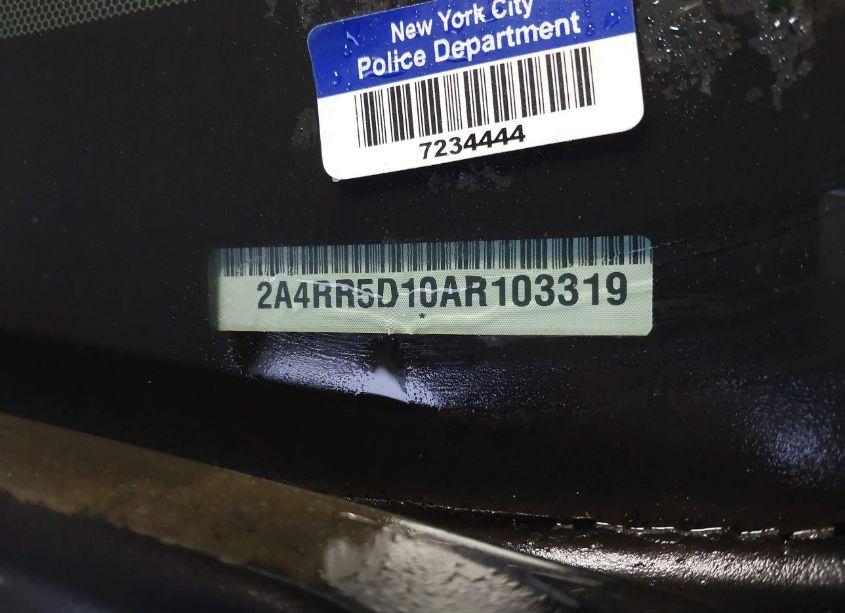 New York City
Police Department
7234444
2A4RR5D10AR103319
*